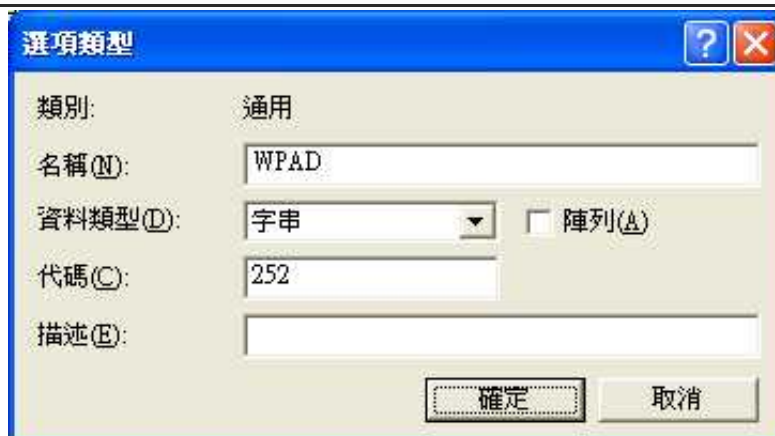 選項類型
類別: 通用
名稱(N): WPAD
資料類型(D): 字串 陣列(A)
代碼(C): 252
描述(E):
確定 取消